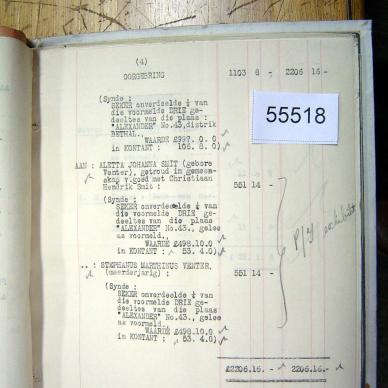 (4)
OORGEBRING 1103 8 - 2206 16 -
(Synde :
SEKER onverdeelde ½ van
die voormelde DRIE ge-
deeltes van die plaas :
"ALEXANDER" No.43,distrik
BETHAL.,
WAARDE £997. 0. 0
in KONTANT : 106. 8. 0)
55518
AAN : ALETTA JOHANNA SMIT (gebore
Venter), getroud in gemeen-
skap v.goed met Christiaan
Hendrik Smit : 551 14 -
(Synde :
SEKER onverdeelde ¼ van
die voormelde DRIE ge-
deeltes van die plaas
"ALEXANDER" No.43., gelee
as voormeld.,
WAARDE £498.10.0
in KONTANT : 53. 4.0)
.. : STEPHANUS MARTHINUS VENTER,
(meerderjarig) : 551 14 -
(Synde :
SEKER onverdeelde ¼ van
die voormelde DRIE ge-
deeltes van die plaas
"ALEXANDER" No.43., gelee
as voormeld.,
WAARDE £498.10.0
in KONTANT : 53. 4.0)
£2206.16.- 2206.16.-